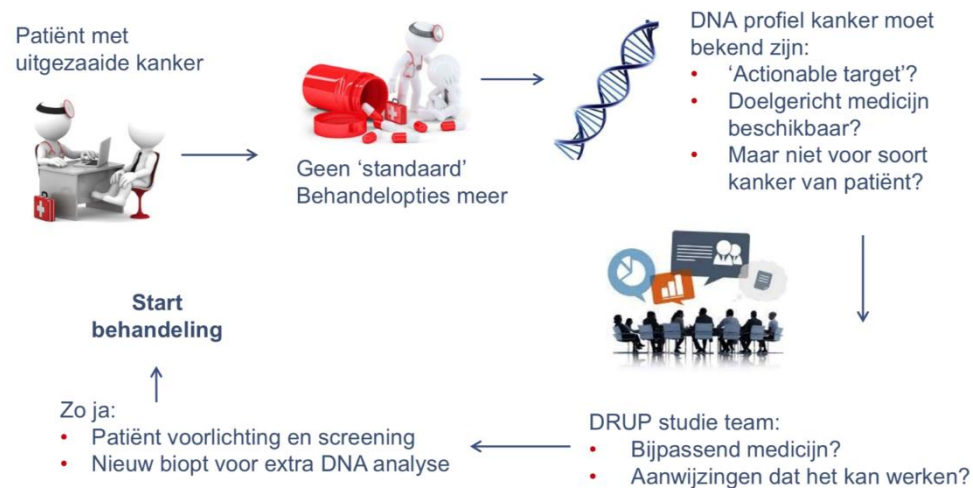 Patiënt met
uitgezaaide kanker
Geen ‘standaard’
Behandelopties meer
DNA profiel kanker moet
bekend zijn:
• ‘Actionable target’?
• Doelgericht medicijn
beschikbaar?
• Maar niet voor soort
kanker van patiënt?
DRUP studie team:
• Bijpassend medicijn?
• Aanwijzingen dat het kan werken?
Zo ja:
• Patiënt voorlichting en screening
• Nieuw biopt voor extra DNA analyse
Start
behandeling